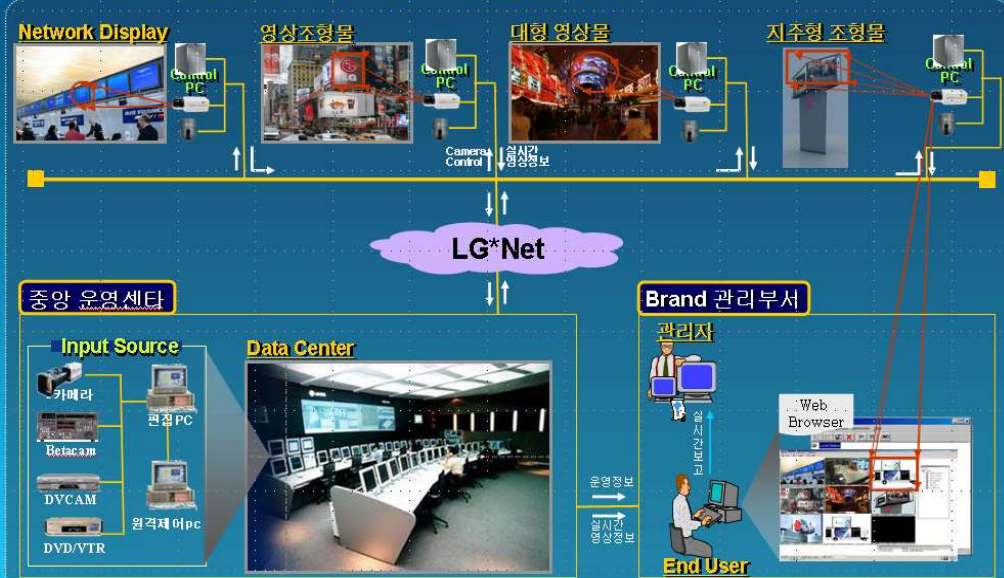 Network Display
영상조형물
대형 영상물
지주형 조형물
Control
PC
Control
PC
Control
PC
Control
PC
LG
Camera
Control
실시간
영상정보
LG*Net
중앙 운영센타
Brand 관리부서
Input Source
Data Center
관리자
카메라
편집PC
Betacam
DVCAM
원격제어pc
DVD/VTR
실시간보고
Web
Browser
운영정보
실시간
영상정보
End User